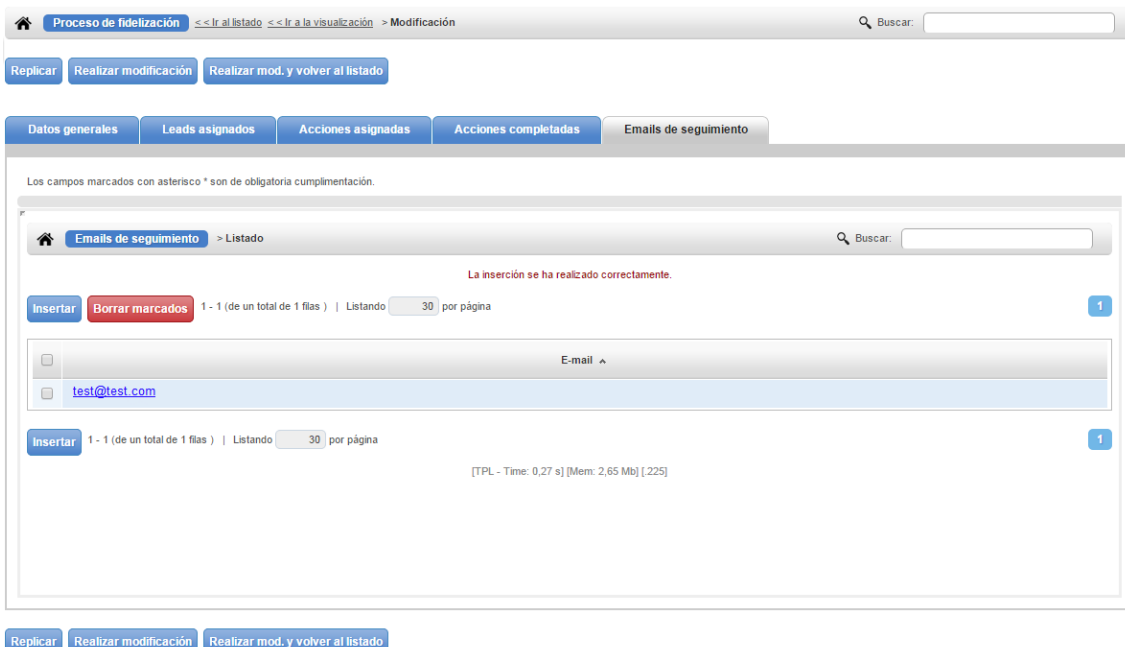 Proceso de fidelización << Ir al listado << Ir a la visualización > Modificación Buscar:
Replicar Realizar modificación Realizar mod. y volver al listado
Datos generales Leads asignados Acciones asignadas Acciones completadas Emails de seguimiento
Los campos marcados con asterisco * son de obligatoria cumplimentación.
Emails de seguimiento > Listado Buscar:
La inserción se ha realizado correctamente.
Insertar Borrar marcados 1 - 1 (de un total de 1 filas ) | Listando 30 por página 1
E-mail
test@test.com
Insertar 1 - 1 (de un total de 1 filas ) | Listando 30 por página 1
[TPL - Time: 0,27 s] [Mem: 2,65 Mb] [.225]
Replicar Realizar modificación Realizar mod. y volver al listado